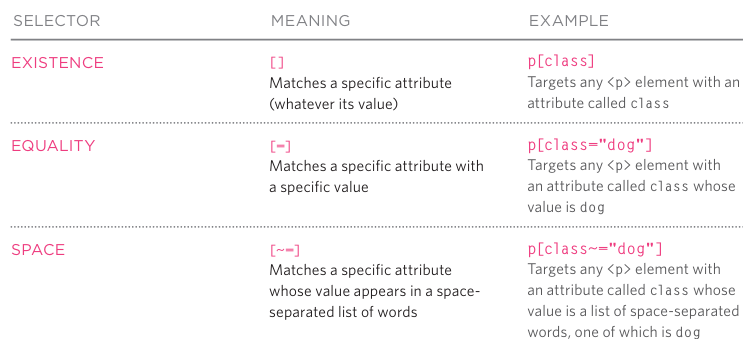 SELECTOR MEANING EXAMPLE
EXISTENCE [] p[class]
Matches a specific attribute Targets any <p> element with an
(whatever its value) attribute called class
EQUALITY [=] p[class="dog"]
Matches a specific attribute with Targets any <p> element with
a specific value an attribute called class whose
value is dog
SPACE [~=] p[class~="dog"]
Matches a specific attribute Targets any <p> element with
whose value appears in a space- an attribute called class whose
separated list of words value is a list of space-separated
words, one of which is dog